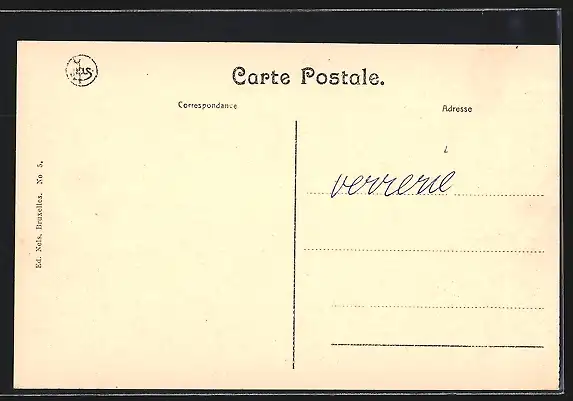 Carte Postale.
Correspondance
Adresse
verrerie
Ed. Nels, Bruxelles. No 5.